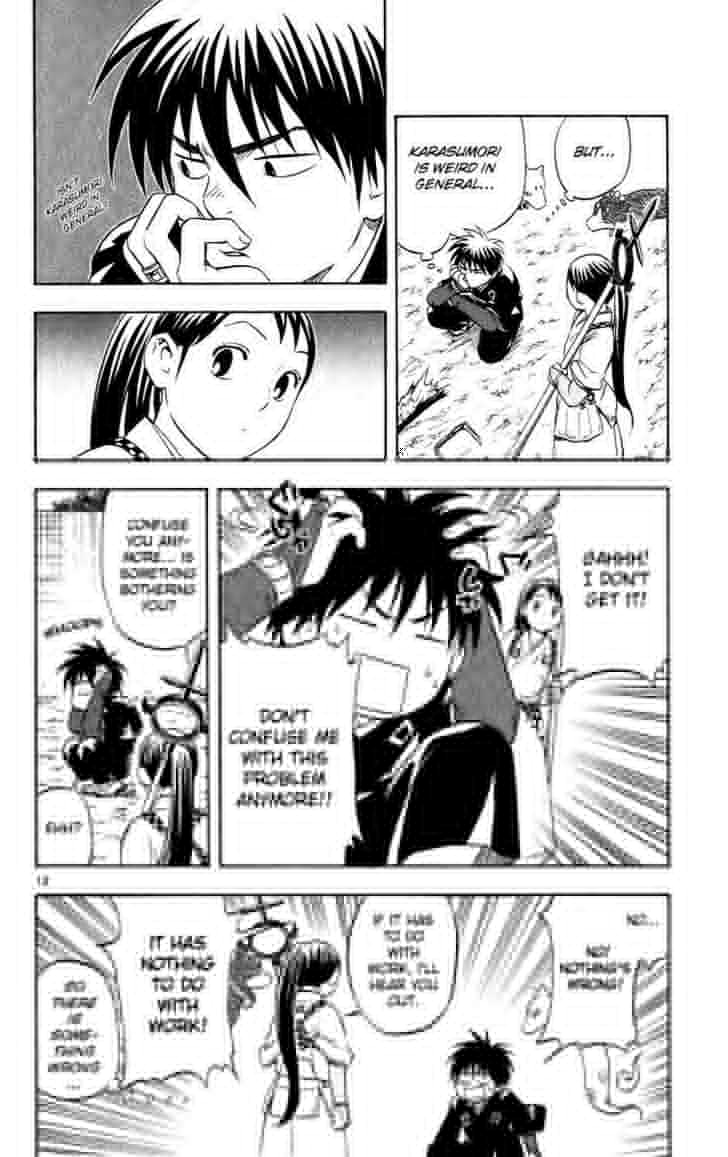 BUT...
KARASUMORI
IS WEIRD IN
GENERAL...
ISN'T
KARASUMORI
WEIRD IN
GENERAL?
GAHHH!
I DON'T
GET IT!
DON'T
CONFUSE ME
WITH THIS
PROBLEM
ANYMORE!!
CONFUSE
YOU ANY-
MORE... IS
SOMETHING
BOTHERING
YOU?
EHH?
NO...
NO!
NOTHING'S
WRONG!
IF IT HAS
TO DO
WITH
WORK, I'LL
HEAR YOU
OUT.
IT HAS
NOTHING
TO DO
WITH
WORK!
SO
THERE
IS
SOME-
THING
WRONG
...